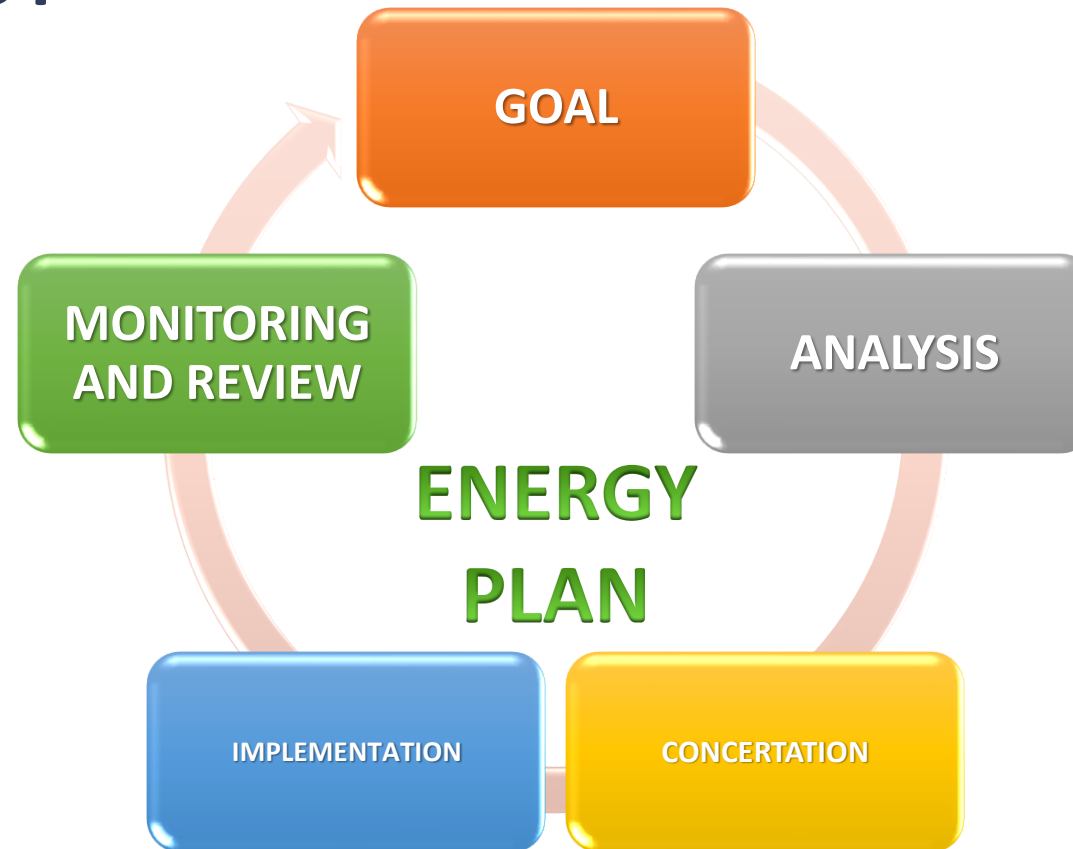 GOAL
ANALYSIS
MONITORING
AND REVIEW
ENERGY
PLAN
IMPLEMENTATION
CONCERTATION